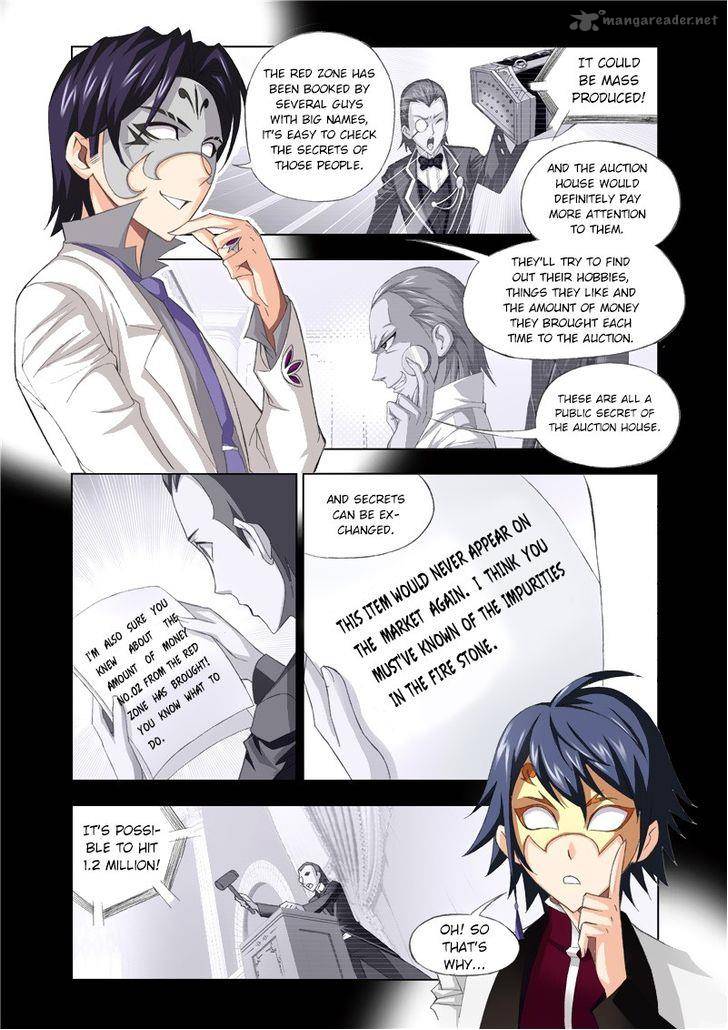 mangareader.net
THE RED ZONE HAS
BEEN BOOKED BY
SEVERAL GUYS
WITH BIG NAMES,
IT'S EASY TO CHECK
THE SECRETS OF
THOSE PEOPLE.
IT COULD
BE MASS
PRODUCED!
AND THE AUCTION
HOUSE WOULD
DEFINITELY PAY
MORE ATTENTION
TO THEM.
THEY'LL TRY TO FIND
OUT THEIR HOBBIES,
THINGS THEY LIKE AND
THE AMOUNT OF MONEY
THEY BROUGHT EACH
TIME TO THE AUCTION.
THESE ARE ALL A
PUBLIC SECRET OF
THE AUCTION HOUSE.
AND SECRETS
CAN BE EX-
CHANGED.
I'M ALSO SURE YOU
KNEW ABOUT THE
AMOUNT OF MONEY
NO.02 FROM THE RED
ZONE HAS BROUGHT!
YOU KNOW WHAT TO
DO.
THIS ITEM WOULD NEVER APPEAR ON
THE MARKET AGAIN. I THINK YOU
MUST'VE KNOWN OF THE IMPURITIES
IN THE FIRE STONE.
IT'S POSSI-
BLE TO HIT
1.2 MILLION!
OH! SO
THAT'S
WHY...